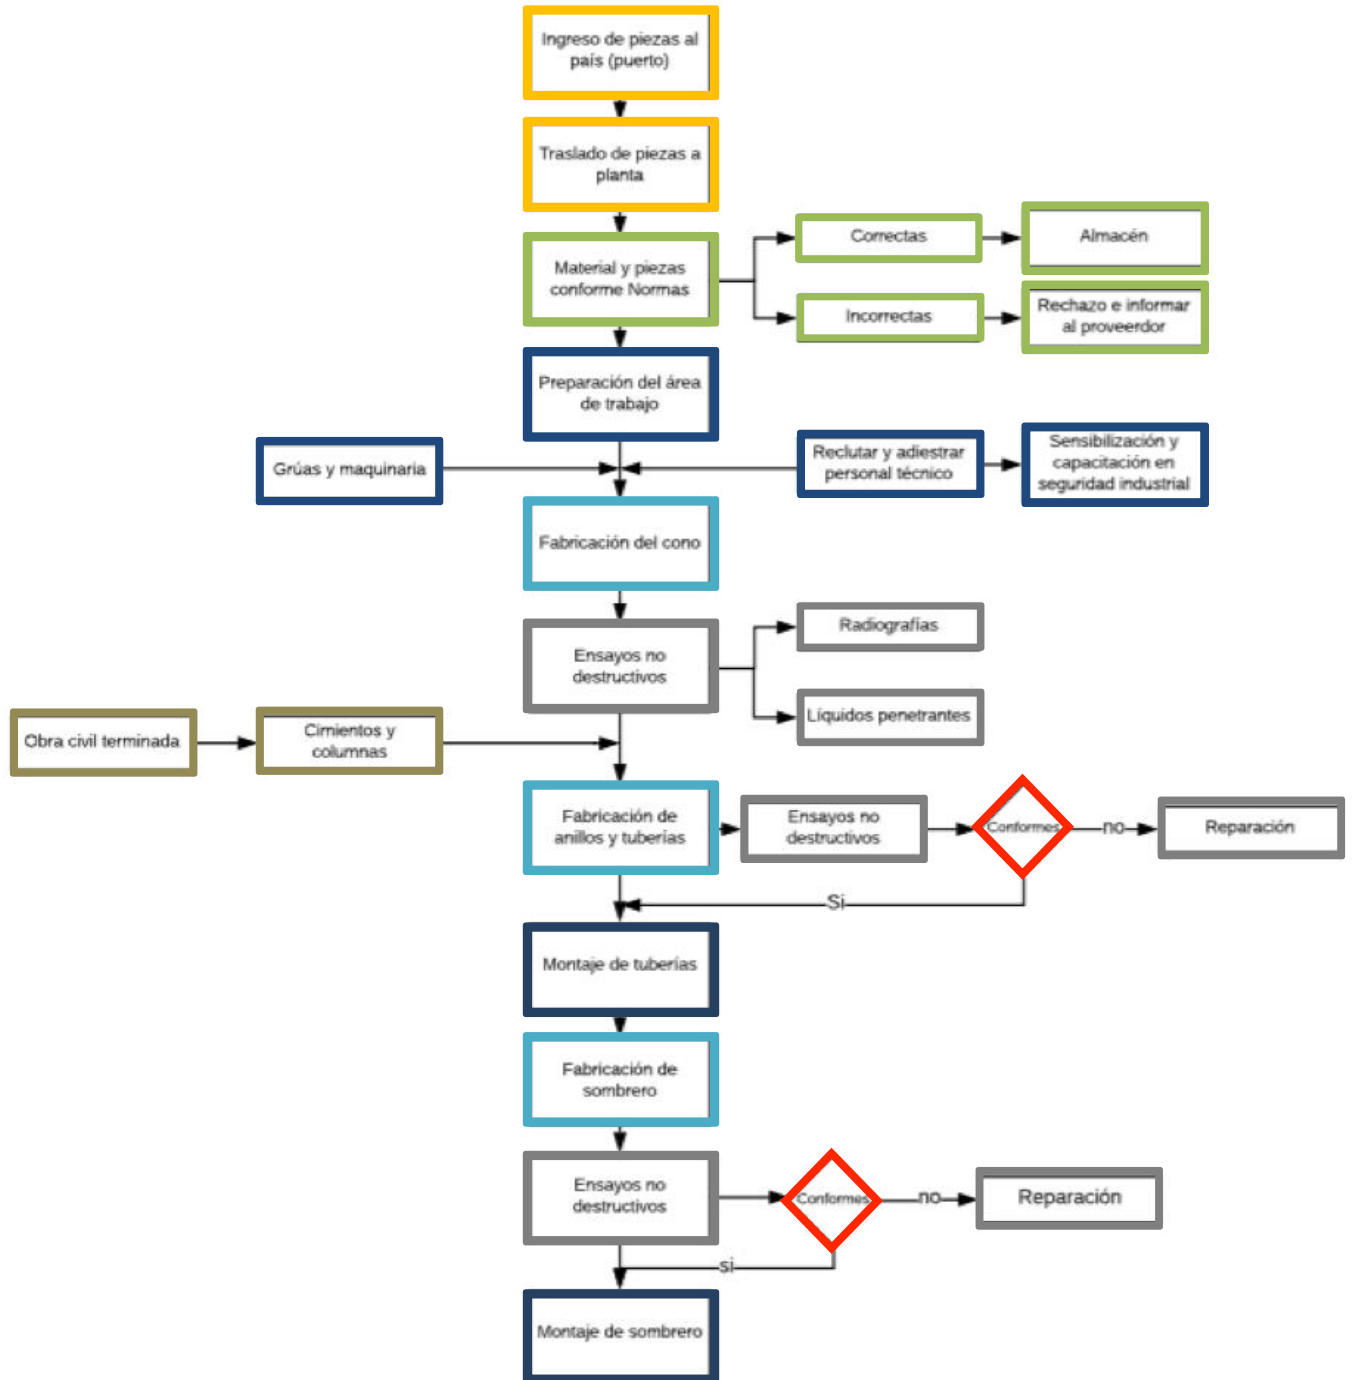 Ingreso de piezas al
país (puerto)
Traslado de piezas a
planta
Material y piezas
conforme Normas
Correctas
Almacén
Incorrectas
Rechazo e informar
al proveerdor
Preparación del área
de trabajo
Grúas y maquinaria
Reclutar y adiestrar
personal técnico
Sensibilización y
capacitación en
seguridad industrial
Fabricación del cono
Ensayos no
destructivos
Radiografías
Líquidos penetrantes
Obra civil terminada
Cimientos y
columnas
Fabricación de
anillos y tuberías
Ensayos no
destructivos
Conformes
no
Reparación
Si
Montaje de tuberías
Fabricación de
sombrero
Ensayos no
destructivos
Conformes
no
Reparación
si
Montaje de sombrero